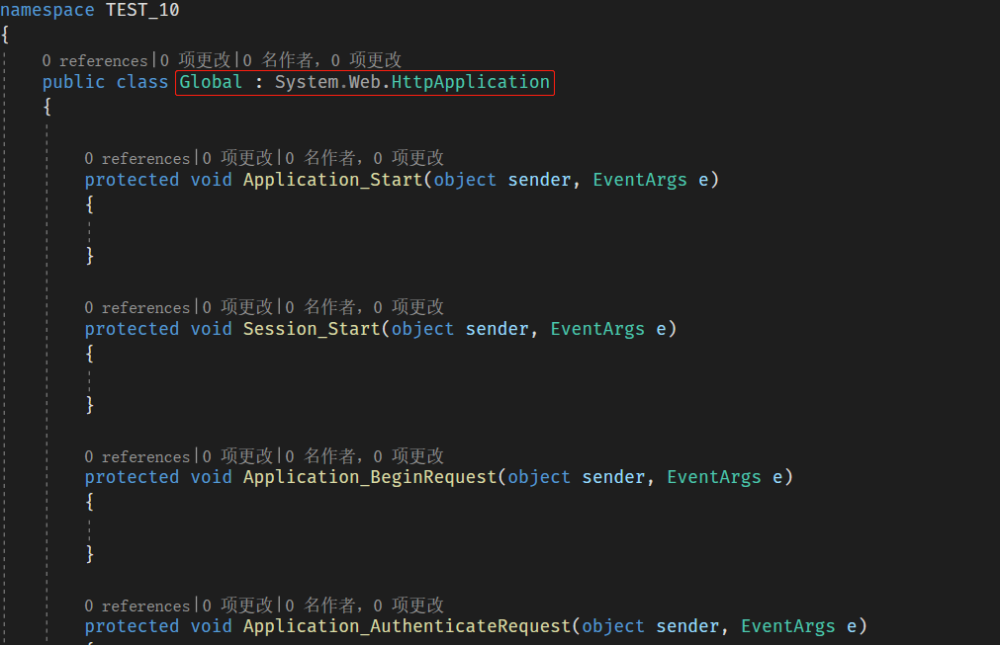 namespace TEST_10
{
0 references|0 项更改|0 名作者，0 项更改
public class Global : System.Web.HttpApplication
{
0 references|0 项更改|0 名作者，0 项更改
protected void Application_Start(object sender, EventArgs e)
{
}
0 references|0 项更改|0 名作者，0 项更改
protected void Session_Start(object sender, EventArgs e)
{
}
0 references|0 项更改|0 名作者，0 项更改
protected void Application_BeginRequest(object sender, EventArgs e)
{
}
0 references|0 项更改|0 名作者，0 项更改
protected void Application_AuthenticateRequest(object sender, EventArgs e)
{